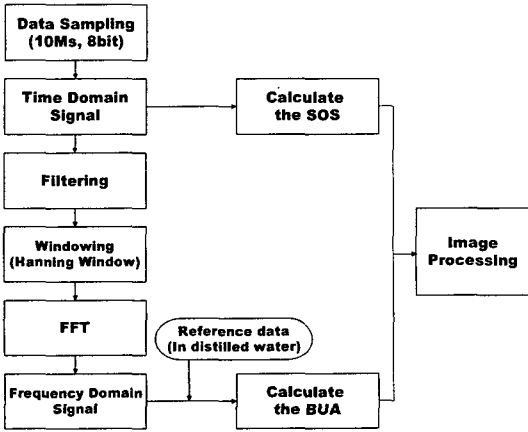 Data Sampling
(10Ms, 8bit)
Time Domain
Signal
Calculate
the SOS
Filtering
Windowing
(Hanning Window)
Image
Processing
FFT
Reference data
(In distilled water)
Frequency Domain
Signal
Calculate
the BUA